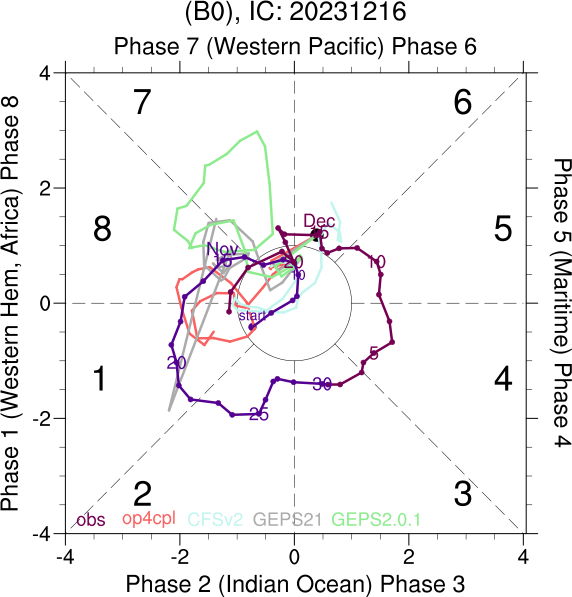 (B0), IC: 20231216
Phase 7 (Western Pacific) Phase 6
4
7
6
Phase 1 (Western Hem, Africa) Phase 8
Phase 5 (Maritime) Phase 4
2
8
5
Dec
Nov
20
10
10
0
start
5
20
1
4
30
25
-2
2
3
obs
op4cpl
CFSv2
GEPS21
GEPS2.0.1
-4
-4
-2
0
2
4
Phase 2 (Indian Ocean) Phase 3